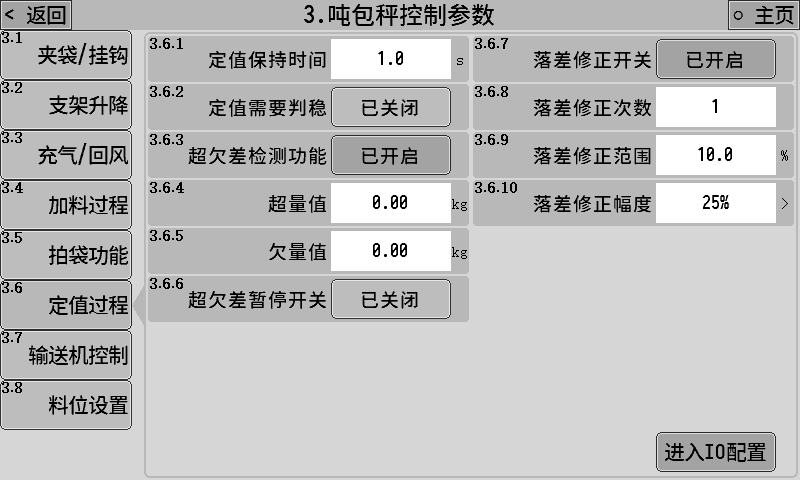 < 返回
3.吨包秤控制参数
○ 主页
3.1 夹袋/挂钩
3.2 支架升降
3.3 充气/回风
3.4 加料过程
3.5 拍袋功能
3.6 定值过程
3.7 输送机控制
3.8 料位设置
3.6.1 定值保持时间 1.0 s
3.6.2 定值需要判稳 已关闭
3.6.3 超欠差检测功能 已开启
3.6.4 超量值 0.00 kg
3.6.5 欠量值 0.00 kg
3.6.6 超欠差暂停开关 已关闭
3.6.7 落差修正开关 已开启
3.6.8 落差修正次数 1
3.6.9 落差修正范围 10.0 %
3.6.10 落差修正幅度 25% >
进入IO配置